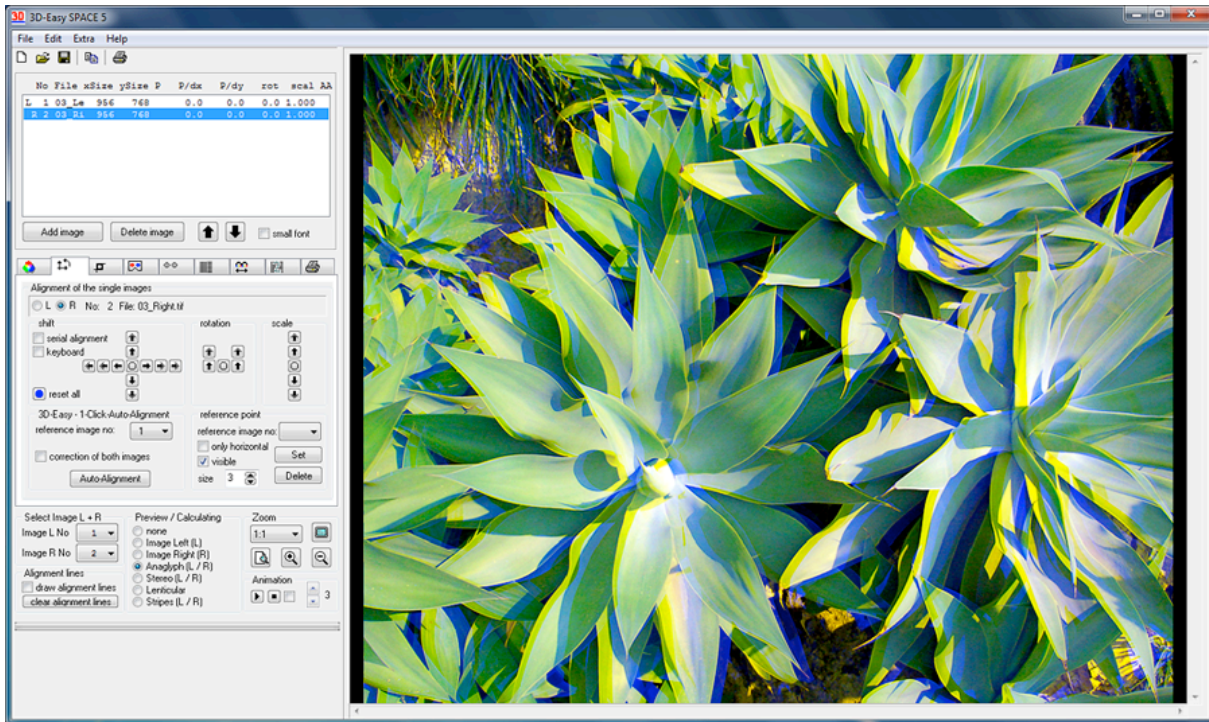 3D 3D-Easy SPACE 5
File Edit Extra Help
No File xSize ySize P P/dx P/dy rot scal AA
L 1 03_Le 956 768 0.0 0.0 0.0 1.000
R 2 03_Ri 956 768 0.0 0.0 0.0 1.000
Add image Delete image small font
Alignment of the single images
L R No: 2 File: 03_Right.tif
shift rotation scale
serial alignment
keyboard
reset all
3D-Easy - 1-Click-Auto-Alignment reference point
reference image no: 1 reference image no:
only horizontal
correction of both images visible Set
Auto-Alignment size 3 Delete
Select Image L + R Preview / Calculating Zoom
Image L No 1 none 1:1
Image Left (L)
Image R No 2 Image Right (R)
Anaglyph (L / R)
Alignment lines Stereo (L / R) Animation
draw alignment lines Lenticular 3
clear alignment lines Stripes (L / R)